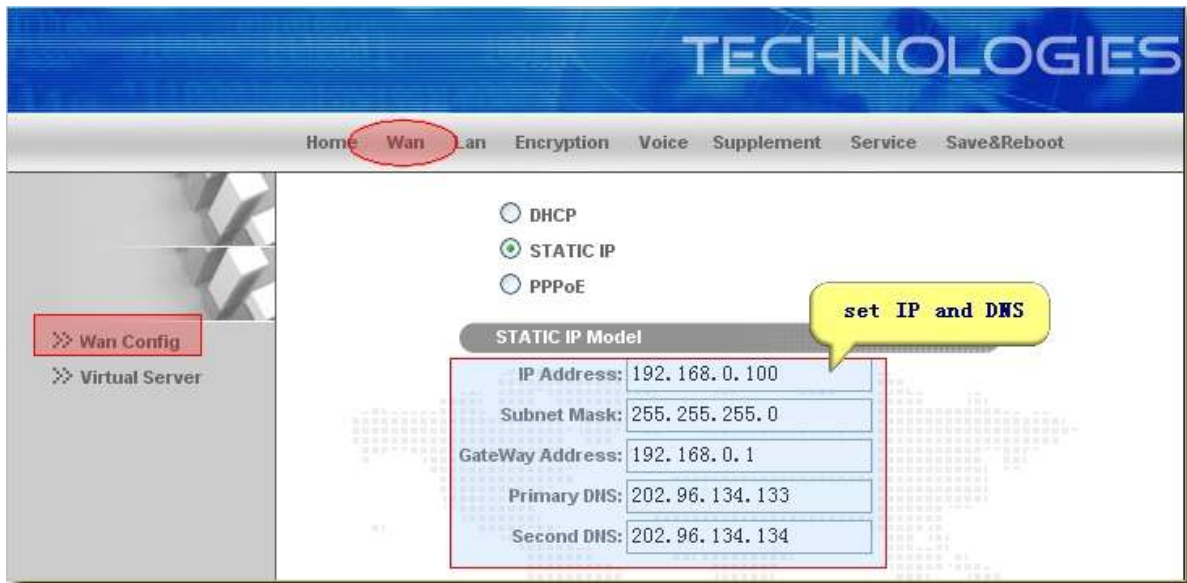 TECHNOLOGIES
Home Wan Lan Encryption Voice Supplement Service Save&Reboot
DHCP
STATIC IP
PPPoE
set IP and DNS
>> Wan Config
>> Virtual Server
STATIC IP Model
IP Address: 192.168.0.100
Subnet Mask: 255.255.255.0
GateWay Address: 192.168.0.1
Primary DNS: 202.96.134.133
Second DNS: 202.96.134.134